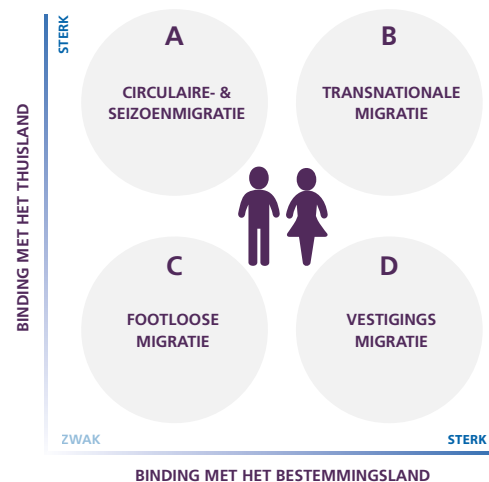 STERK
A
CIRCULAIRE- &
SEIZOENMIGRATIE
B
TRANSNATIONALE
MIGRATIE
BINDING MET HET THUISLAND
C
FOOTLOOSE
MIGRATIE
D
VESTIGINGS
MIGRATIE
ZWAK
STERK
BINDING MET HET BESTEMMINGSLAND